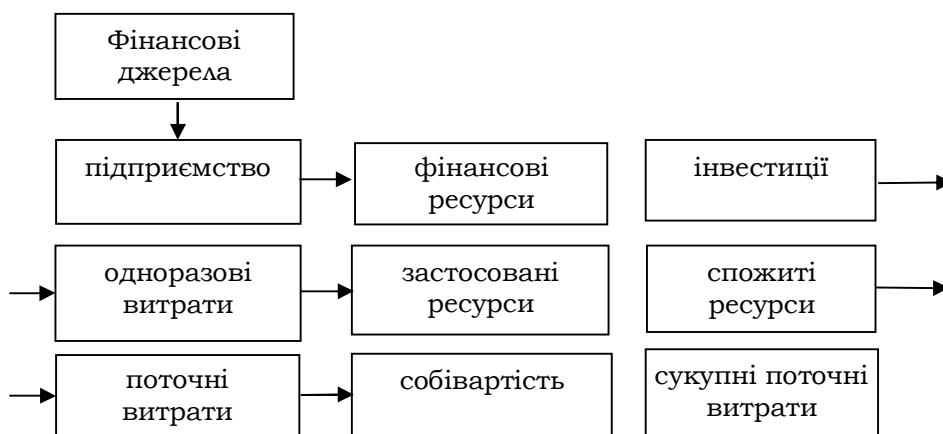 Фінансові
джерела
підприємство
фінансові
ресурси
інвестиції
одноразові
витрати
застосовані
ресурси
спожиті
ресурси
поточні
витрати
собівартість
сукупні поточні
витрати